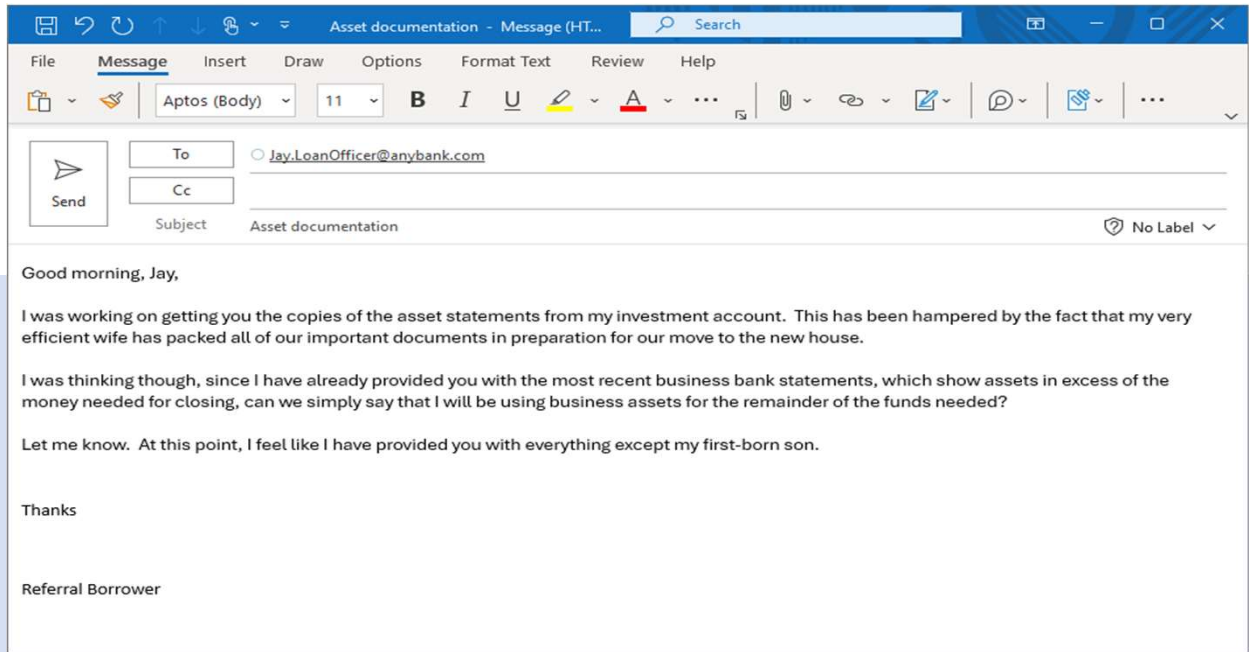 Asset documentation - Message (HT...
Search
File Message Insert Draw Options Format Text Review Help
Aptos (Body) 11 B I U A ...
Send
To Jay.LoanOfficer@anybank.com
Cc
Subject Asset documentation No Label
Good morning, Jay,
I was working on getting you the copies of the asset statements from my investment account.  This has been hampered by the fact that my very
efficient wife has packed all of our important documents in preparation for our move to the new house.
I was thinking though, since I have already provided you with the most recent business bank statements, which show assets in excess of the
money needed for closing, can we simply say that I will be using business assets for the remainder of the funds needed?
Let me know.  At this point, I feel like I have provided you with everything except my first-born son.
Thanks
Referral Borrower